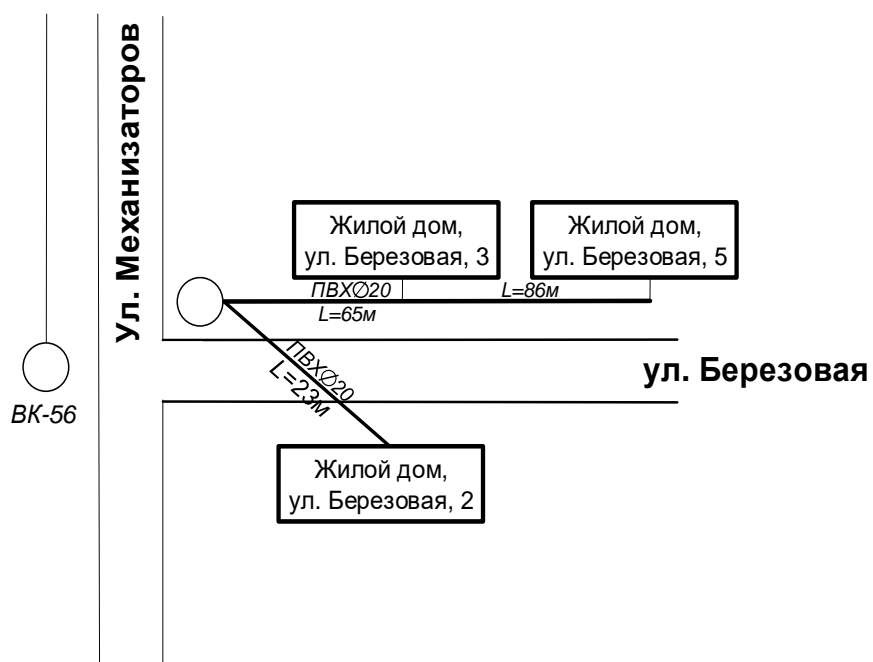 Ул. Механизаторов
Жилой дом,
ул. Березовая, 3
Жилой дом,
ул. Березовая, 5
ПВХ∅20
L=86м
L=65м
ПВХ∅20
L=23м
ул. Березовая
ВК-56
Жилой дом,
ул. Березовая, 2